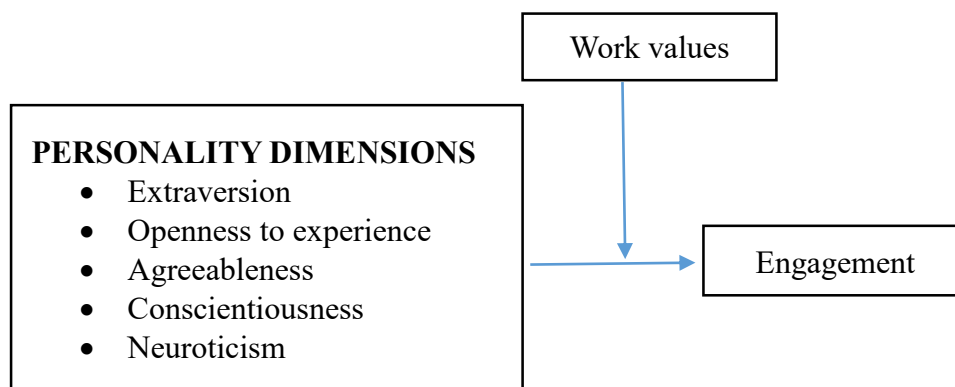 Work values
PERSONALITY DIMENSIONS
• Extraversion
• Openness to experience
• Agreeableness
• Conscientiousness
• Neuroticism
Engagement